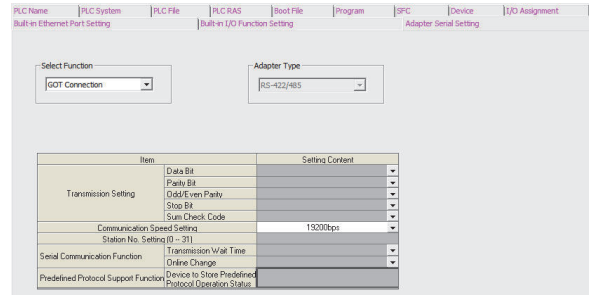 PLC Name PLC System PLC File PLC RAS Boot File Program SFC Device I/O Assignment
Built-in Ethernet Port Setting Built-in I/O Function Setting Adapter Serial Setting
Select Function Adapter Type
GOT Connection RS-422/485
Item Setting Content
Transmission Setting Data Bit
Parity Bit
Odd/Even Parity
Stop Bit
Sum Check Code
Communication Speed Setting 19200bps
Station No. Setting (0 -- 31)
Serial Communication Function Transmission Wait Time
Online Change
Predefined Protocol Support Function Device to Store Predefined
Protocol Operation Status